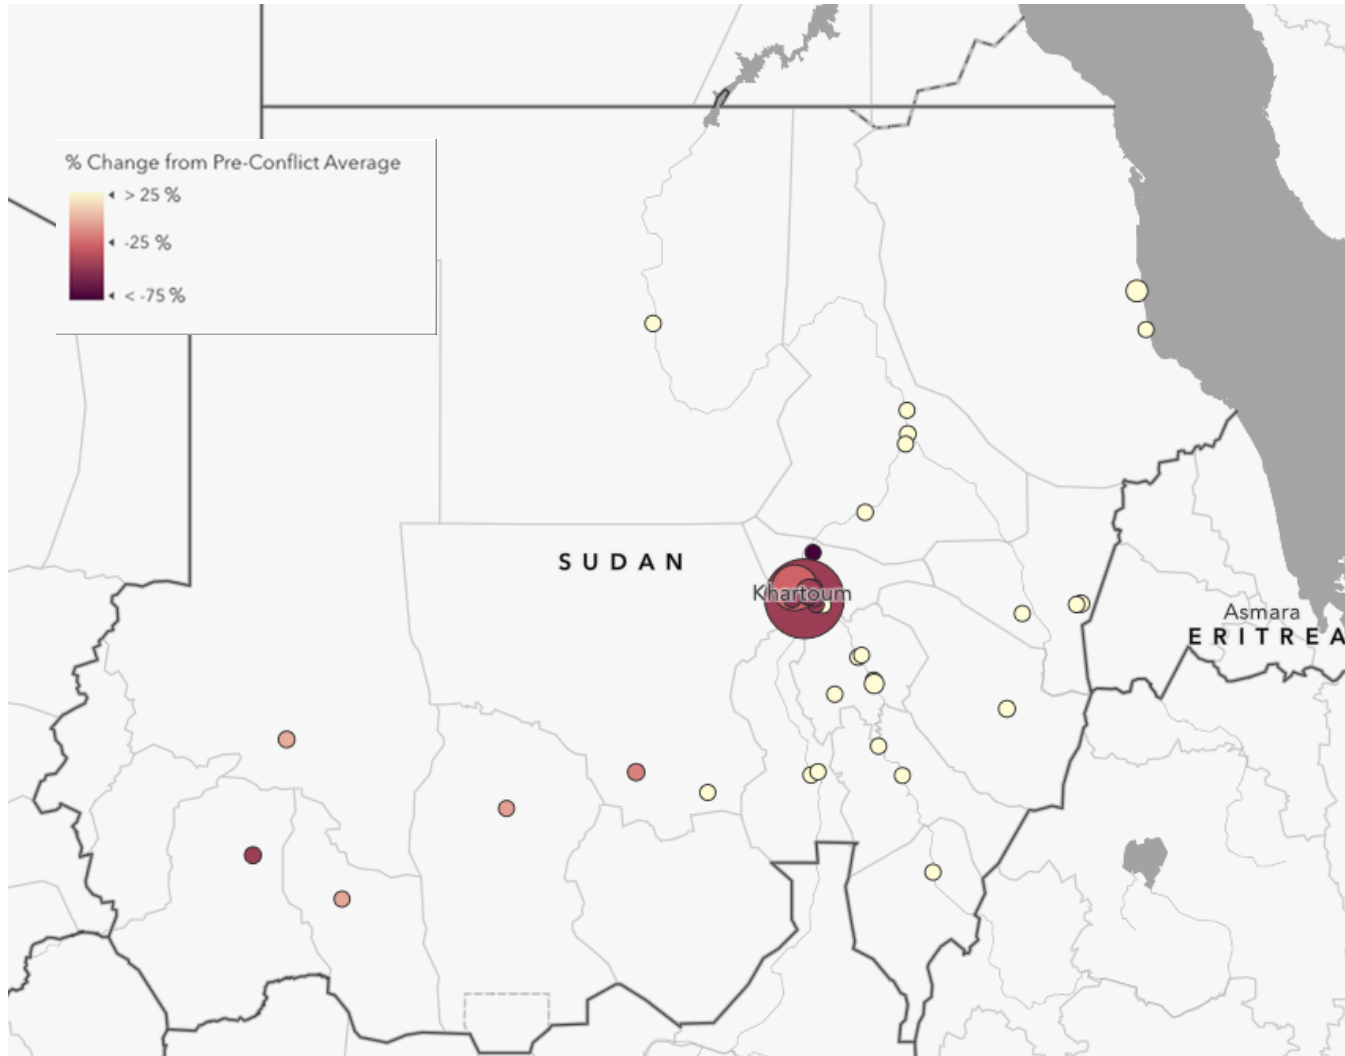 % Change from Pre-Conflict Average
> 25 %
-25 %
< -75 %
SUDAN
Khartoum
Asmara
ERITREA